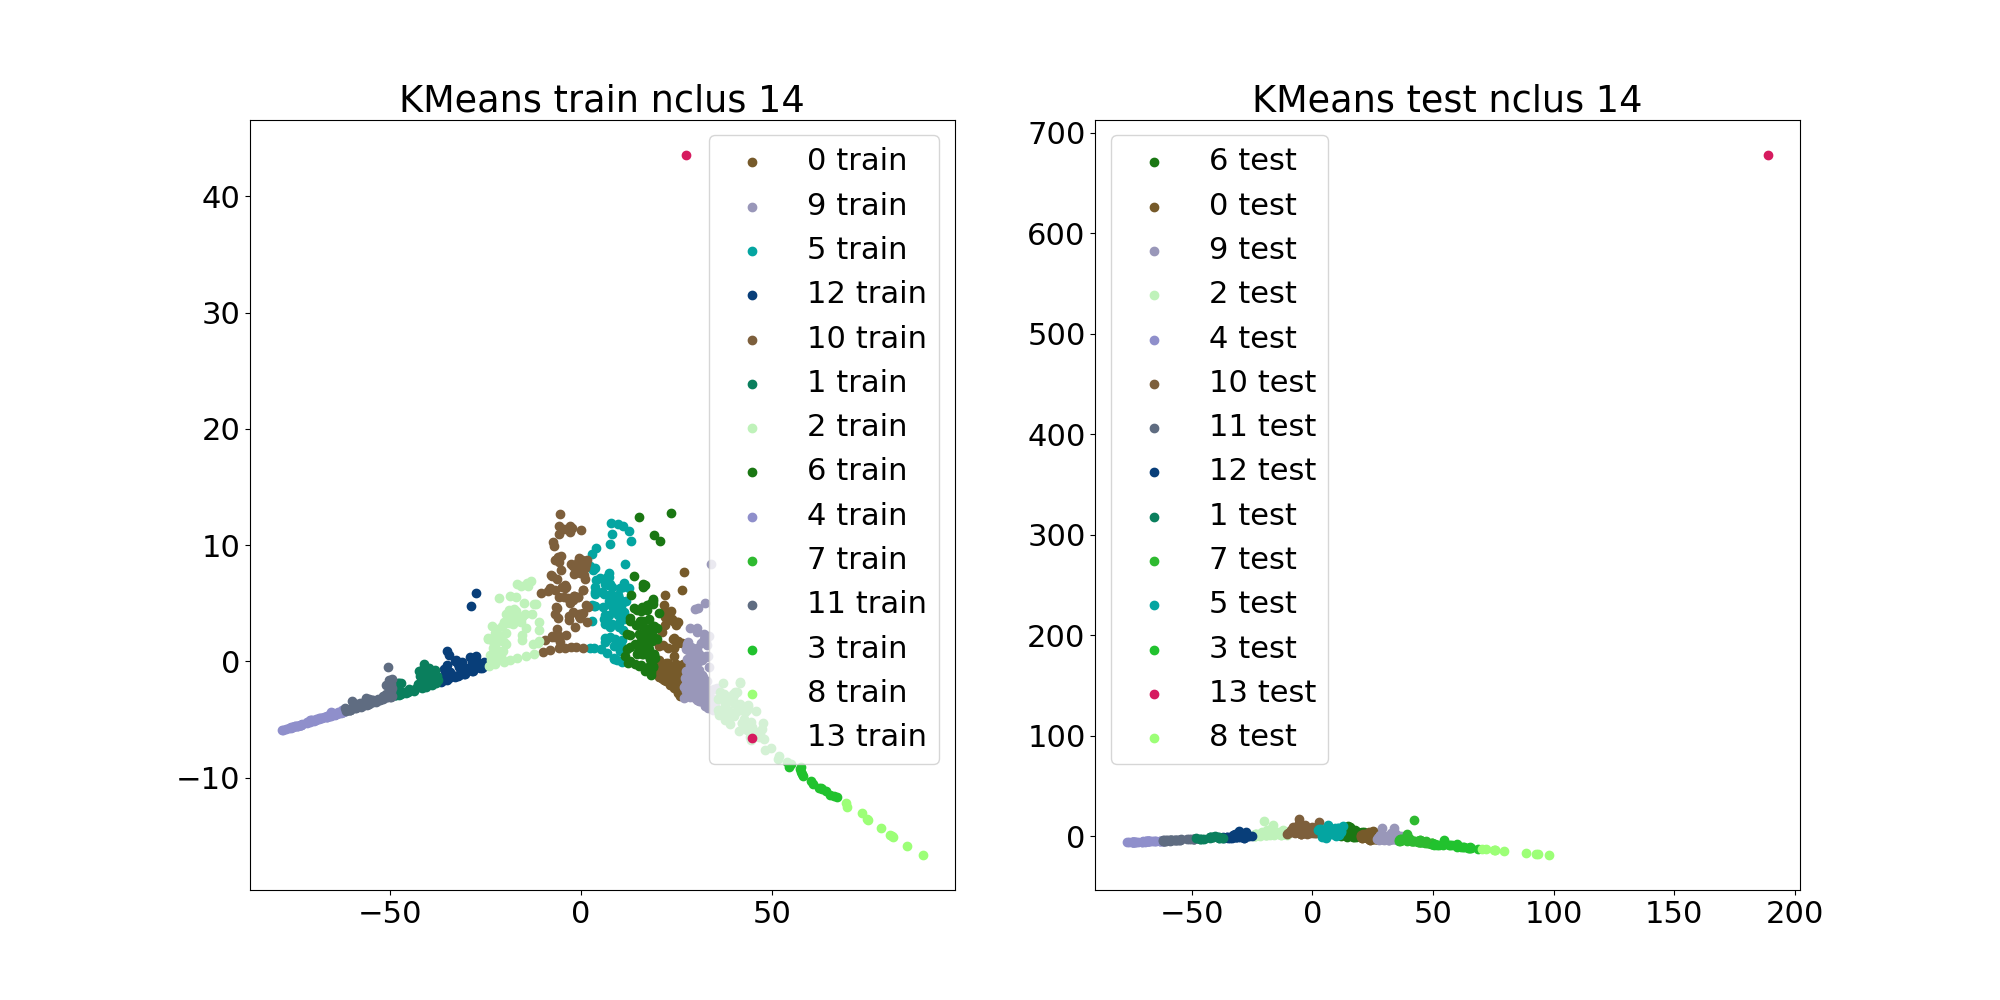 KMeans train nclus 14
40
30
20
10
0
−10
−50
0
50
0 train
9 train
5 train
12 train
10 train
1 train
2 train
6 train
4 train
7 train
11 train
3 train
8 train
13 train
KMeans test nclus 14
700
600
500
400
300
200
100
0
−50
0
50
100
150
200
6 test
0 test
9 test
2 test
4 test
10 test
11 test
12 test
1 test
7 test
5 test
3 test
13 test
8 test